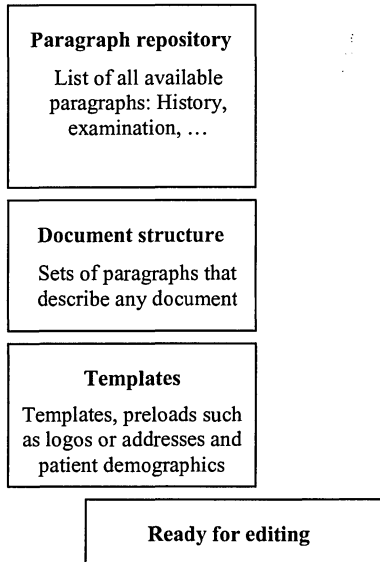 Paragraph repository
List of all available
paragraphs: History,
examination, …
Document structure
Sets of paragraphs that
describe any document
Templates
Templates, preloads such
as logos or addresses and
patient demographics
Ready for editing